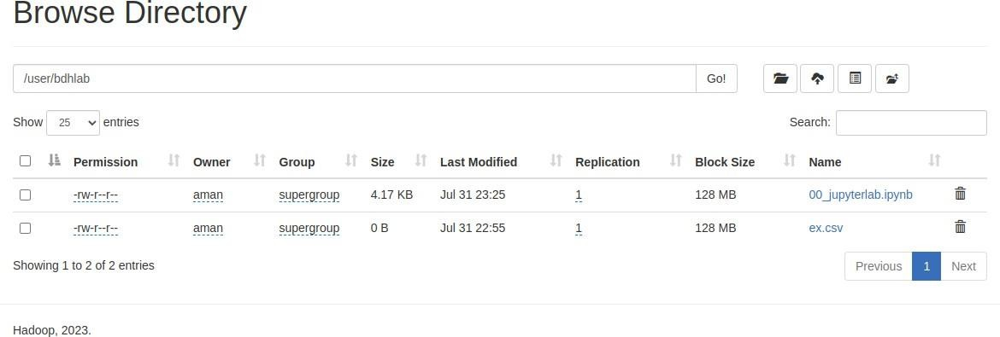 Browse Directory
/user/bdhlab Go!
Show 25 entries Search:
Permission Owner Group Size Last Modified Replication Block Size Name
-rw-r--r-- aman supergroup 4.17 KB Jul 31 23:25 1 128 MB 00_jupyterlab.ipynb
-rw-r--r-- aman supergroup 0 B Jul 31 22:55 1 128 MB ex.csv
Showing 1 to 2 of 2 entries Previous 1 Next
Hadoop, 2023.